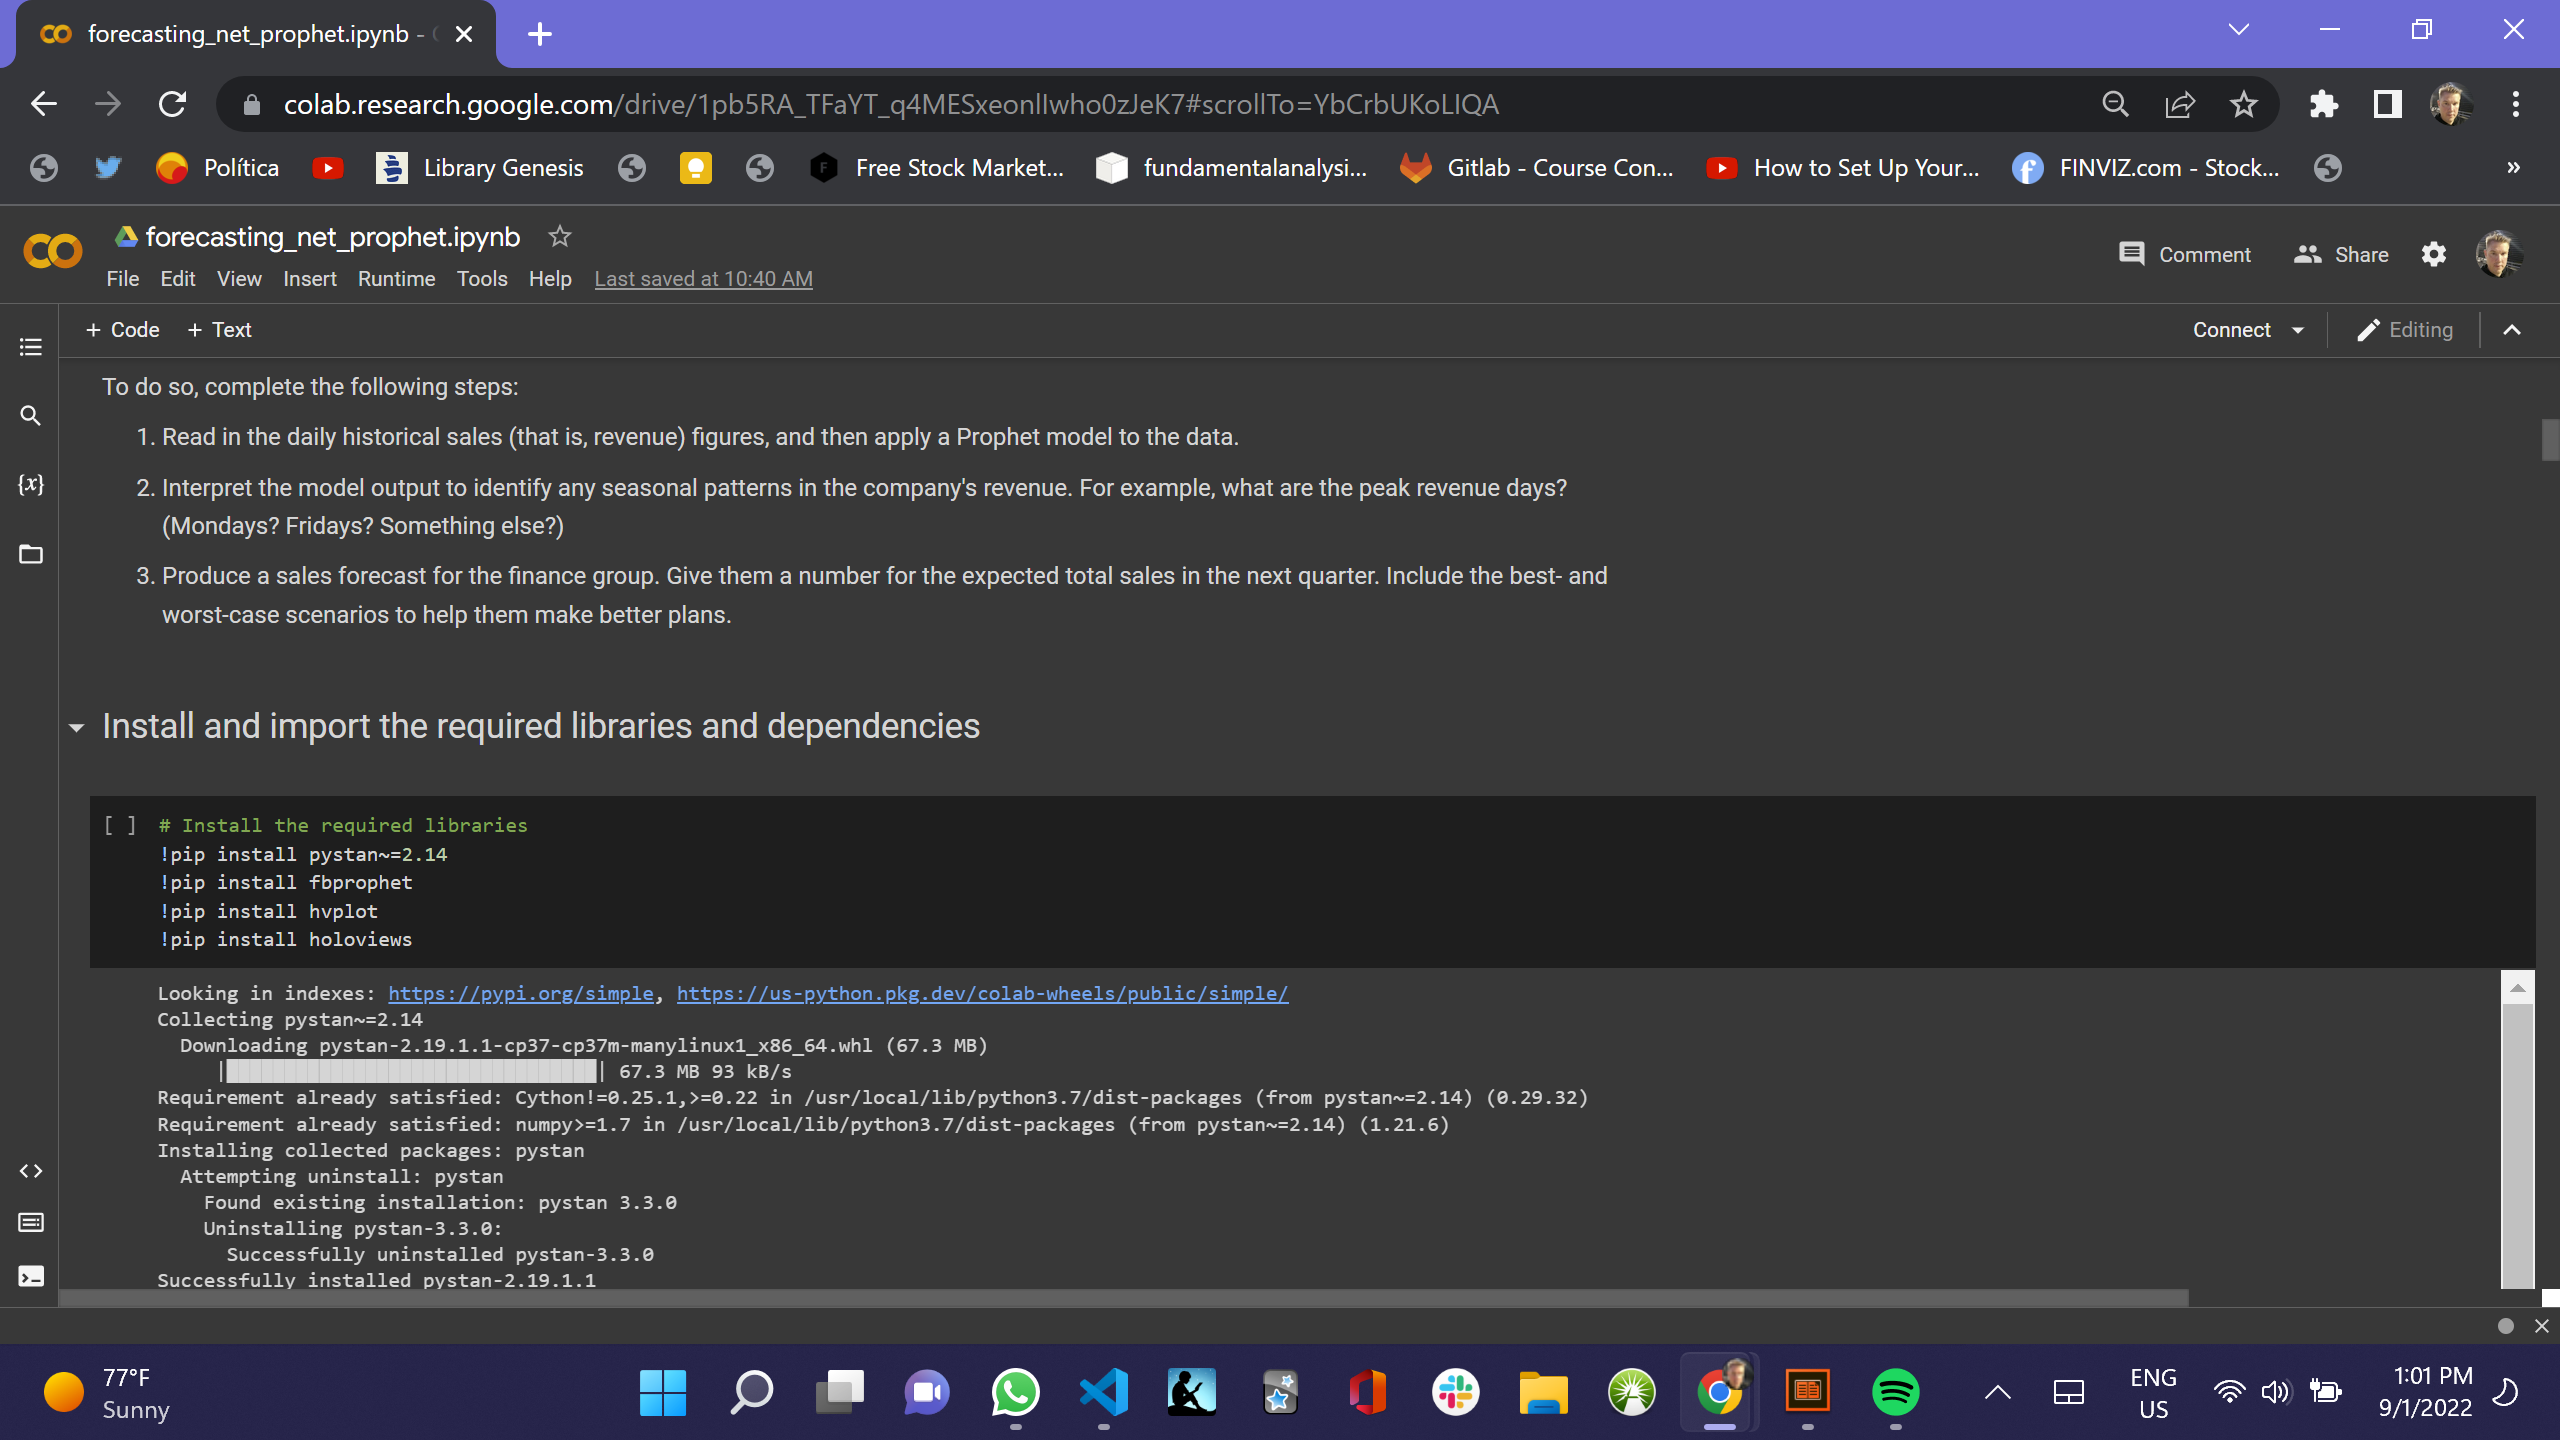 forecasting_net_prophet.ipynb -
colab.research.google.com/drive/1pb5RA_TFaYT_q4MESxeonlIwho0zJeK7#scrollTo=YbCrbUKoLIQA
Política
Library Genesis
Free Stock Market...
fundamentalanalysi...
Gitlab - Course Con...
How to Set Up Your...
FINVIZ.com - Stock...
»
forecasting_net_prophet.ipynb
Comment
Share
File Edit View Insert Runtime Tools Help Last saved at 10:40 AM
+ Code + Text
Connect
Editing
To do so, complete the following steps:
1. Read in the daily historical sales (that is, revenue) figures, and then apply a Prophet model to the data.
2. Interpret the model output to identify any seasonal patterns in the company's revenue. For example, what are the peak revenue days?
(Mondays? Fridays? Something else?)
3. Produce a sales forecast for the finance group. Give them a number for the expected total sales in the next quarter. Include the best- and
worst-case scenarios to help them make better plans.
Install and import the required libraries and dependencies
[ ] # Install the required libraries
!pip install pystan~=2.14
!pip install fbprophet
!pip install hvplot
!pip install holoviews
Looking in indexes: https://pypi.org/simple, https://us-python.pkg.dev/colab-wheels/public/simple/
Collecting pystan~=2.14
Downloading pystan-2.19.1.1-cp37-cp37m-manylinux1_x86_64.whl (67.3 MB)
|████████████████████████████████| 67.3 MB 93 kB/s
Requirement already satisfied: Cython!=0.25.1,>=0.22 in /usr/local/lib/python3.7/dist-packages (from pystan~=2.14) (0.29.32)
Requirement already satisfied: numpy>=1.7 in /usr/local/lib/python3.7/dist-packages (from pystan~=2.14) (1.21.6)
Installing collected packages: pystan
Attempting uninstall: pystan
Found existing installation: pystan 3.3.0
Uninstalling pystan-3.3.0:
Successfully uninstalled pystan-3.3.0
Successfully installed pystan-2.19.1.1
77°F
Sunny
ENG
US
1:01 PM
9/1/2022